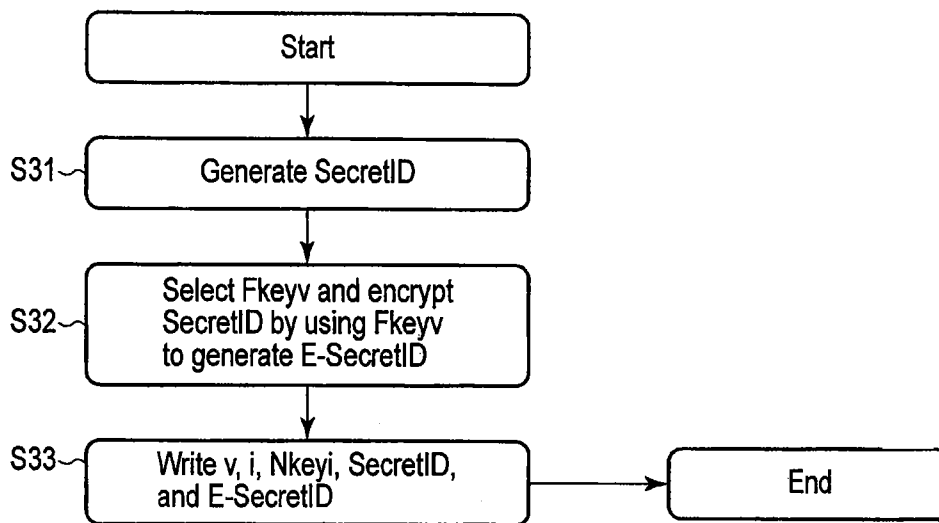 Start
S31
Generate SecretID
S32
Select Fkeyv and encrypt
SecretID by using Fkeyv
to generate E-SecretID
S33
Write v, i, Nkeyi, SecretID,
and E-SecretID
End